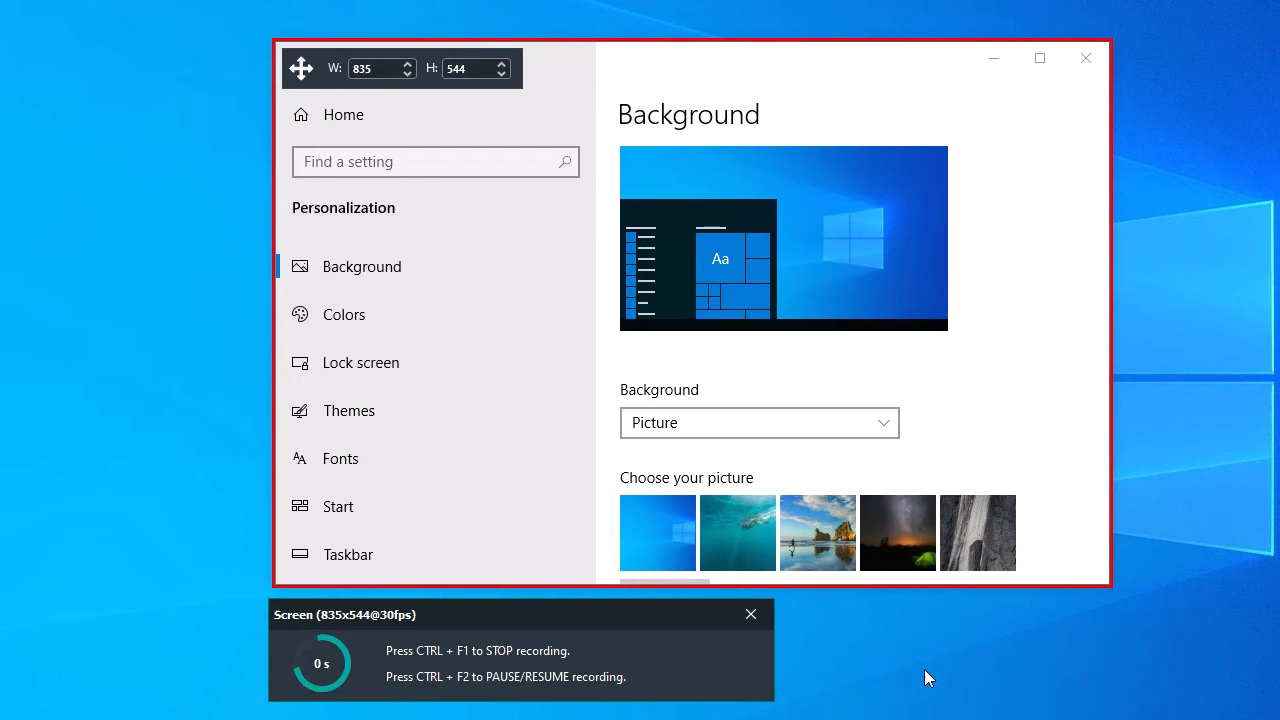 W: 835 H: 544
Home
Find a setting
Personalization
Background
Colors
Lock screen
Themes
Fonts
Start
Taskbar
Background
Aa
Background
Picture
Choose your picture
Screen (835x544@30fps)
0 s
Press CTRL + F1 to STOP recording.
Press CTRL + F2 to PAUSE/RESUME recording.